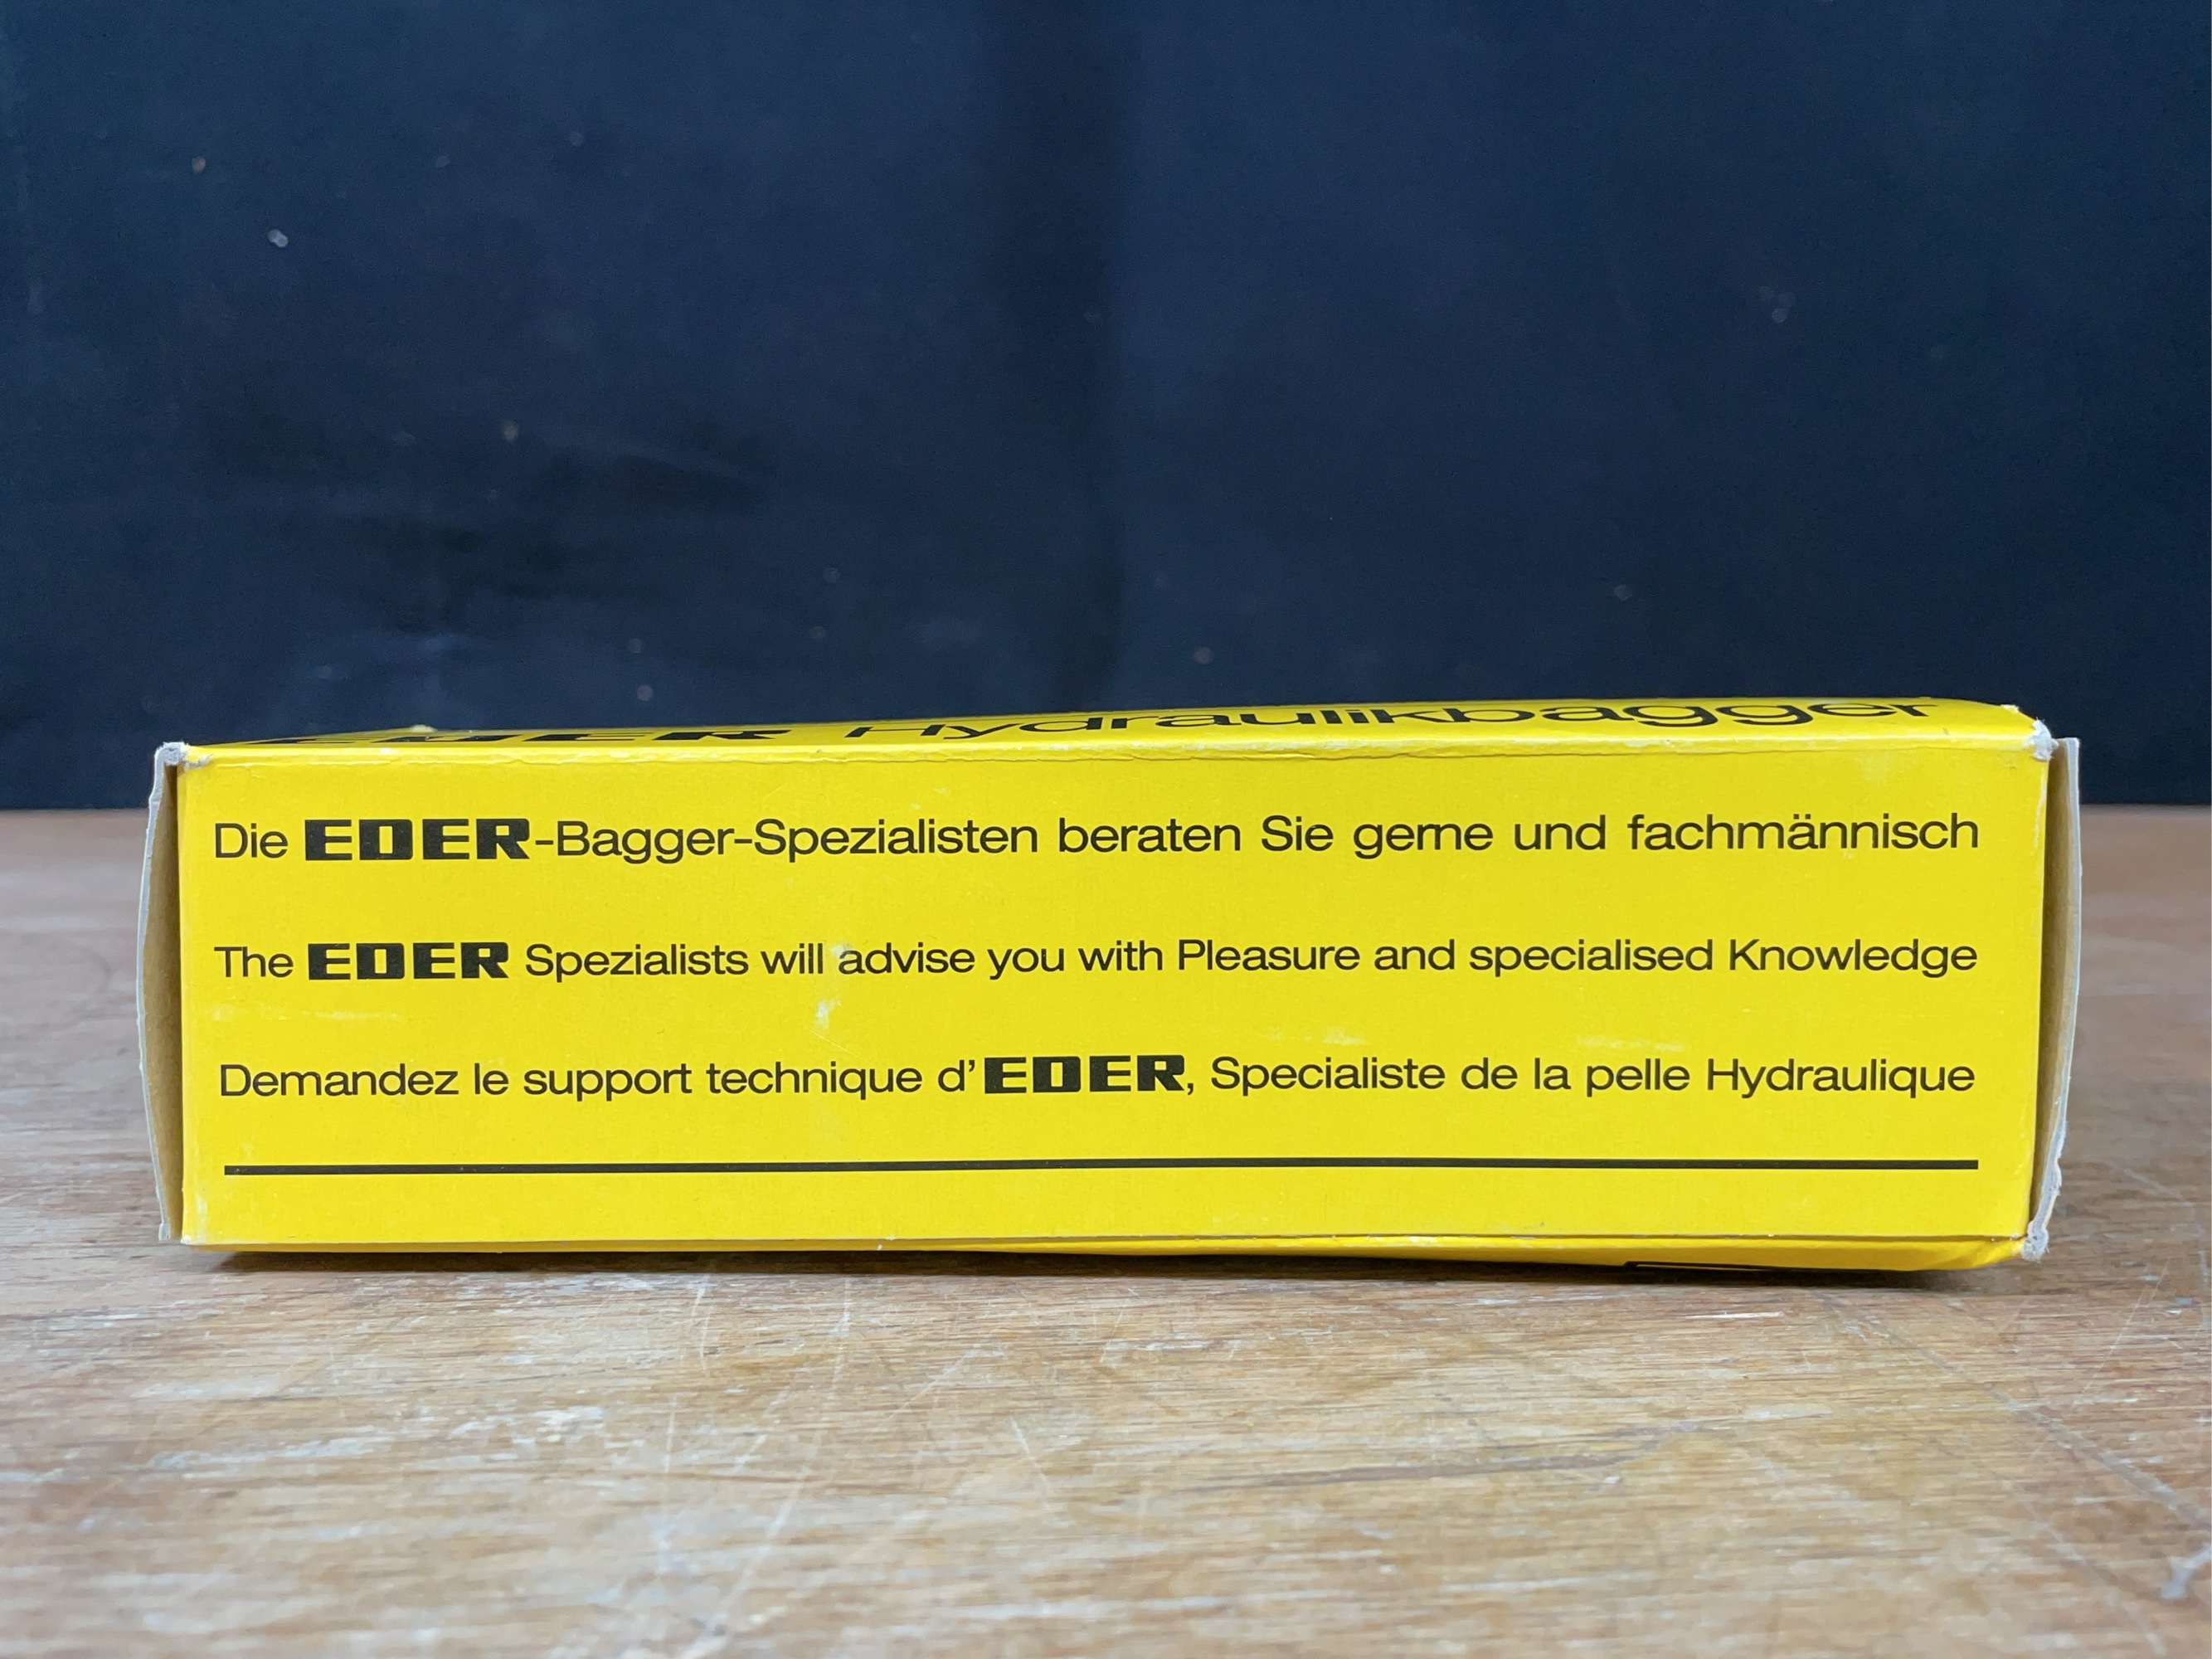 EDER Hydraulikbagger
Die EDER-Bagger-Spezialisten beraten Sie gerne und fachmännisch
The EDER Spezialists will advise you with Pleasure and specialised Knowledge
Demandez le support technique d'EDER, Specialiste de la pelle Hydraulique